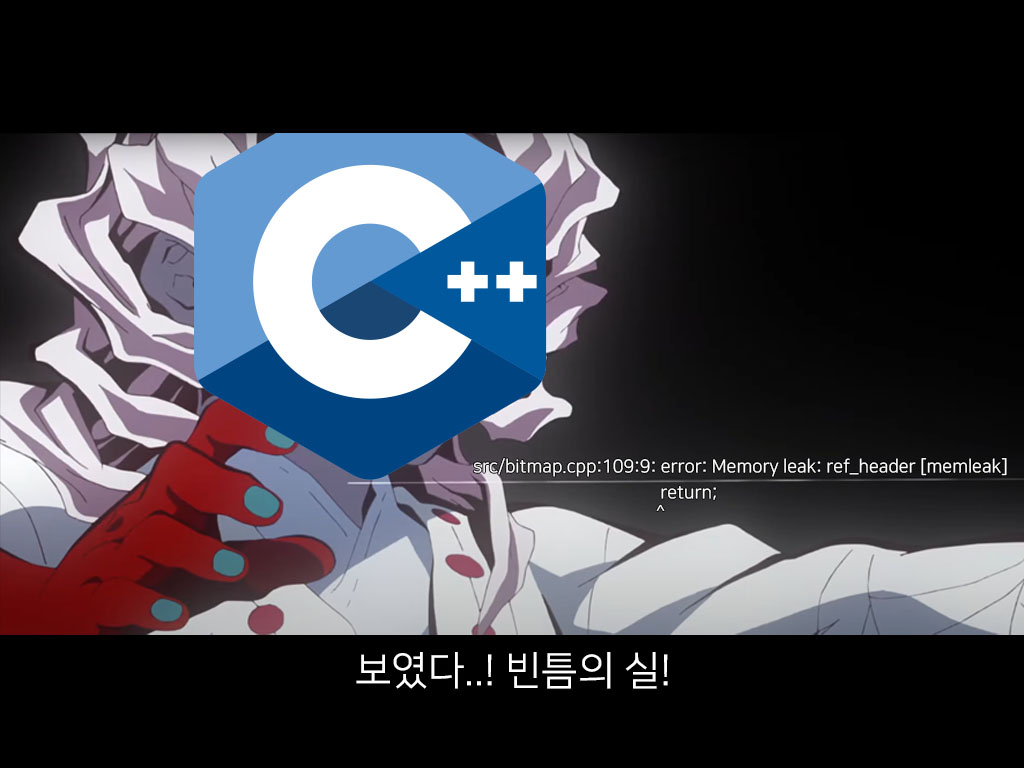 C++
src/bitmap.cpp:109:9: error: Memory leak: ref_header [memleak]
return;
^
보였다..! 빈틈의 실!